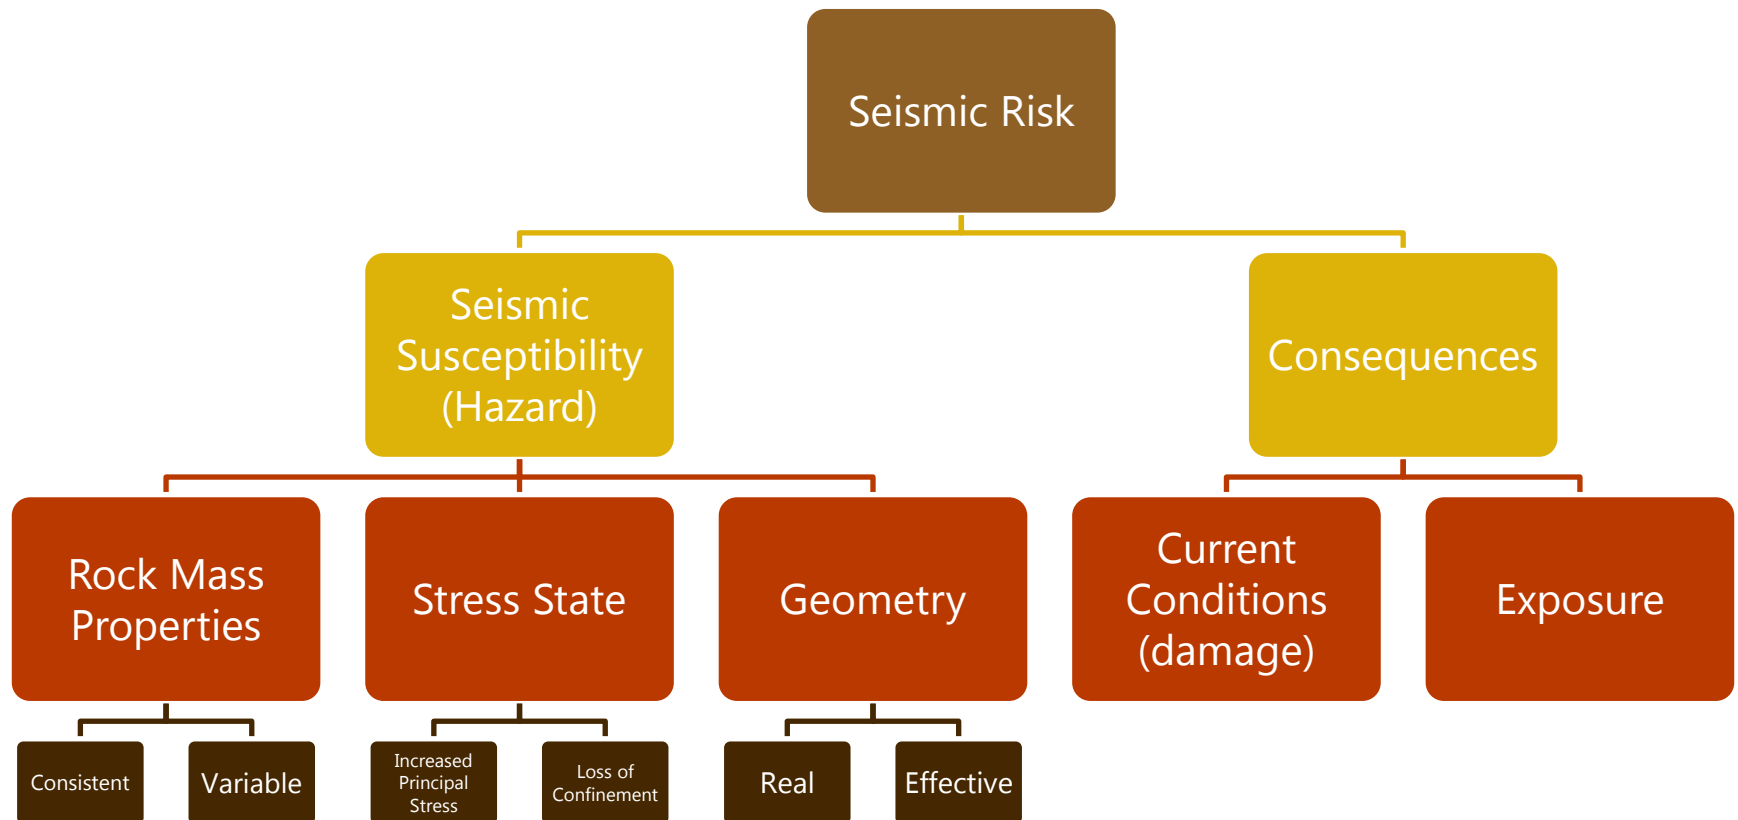 Seismic Risk
Seismic
Susceptibility
(Hazard)
Consequences
Rock Mass
Properties
Stress State
Geometry
Current
Conditions
(damage)
Exposure
Consistent
Variable
Increased
Principal
Stress
Loss of
Confinement
Real
Effective